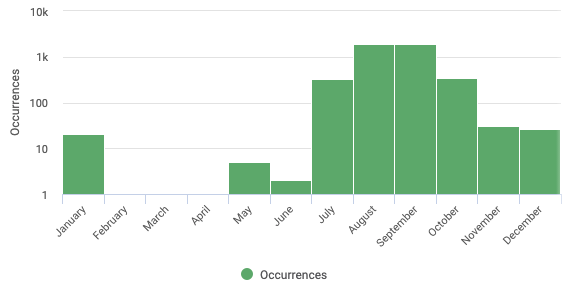 10k
1k
100
10
1
Occurrences
January
February
March
April
May
June
July
August
September
October
November
December
Occurrences